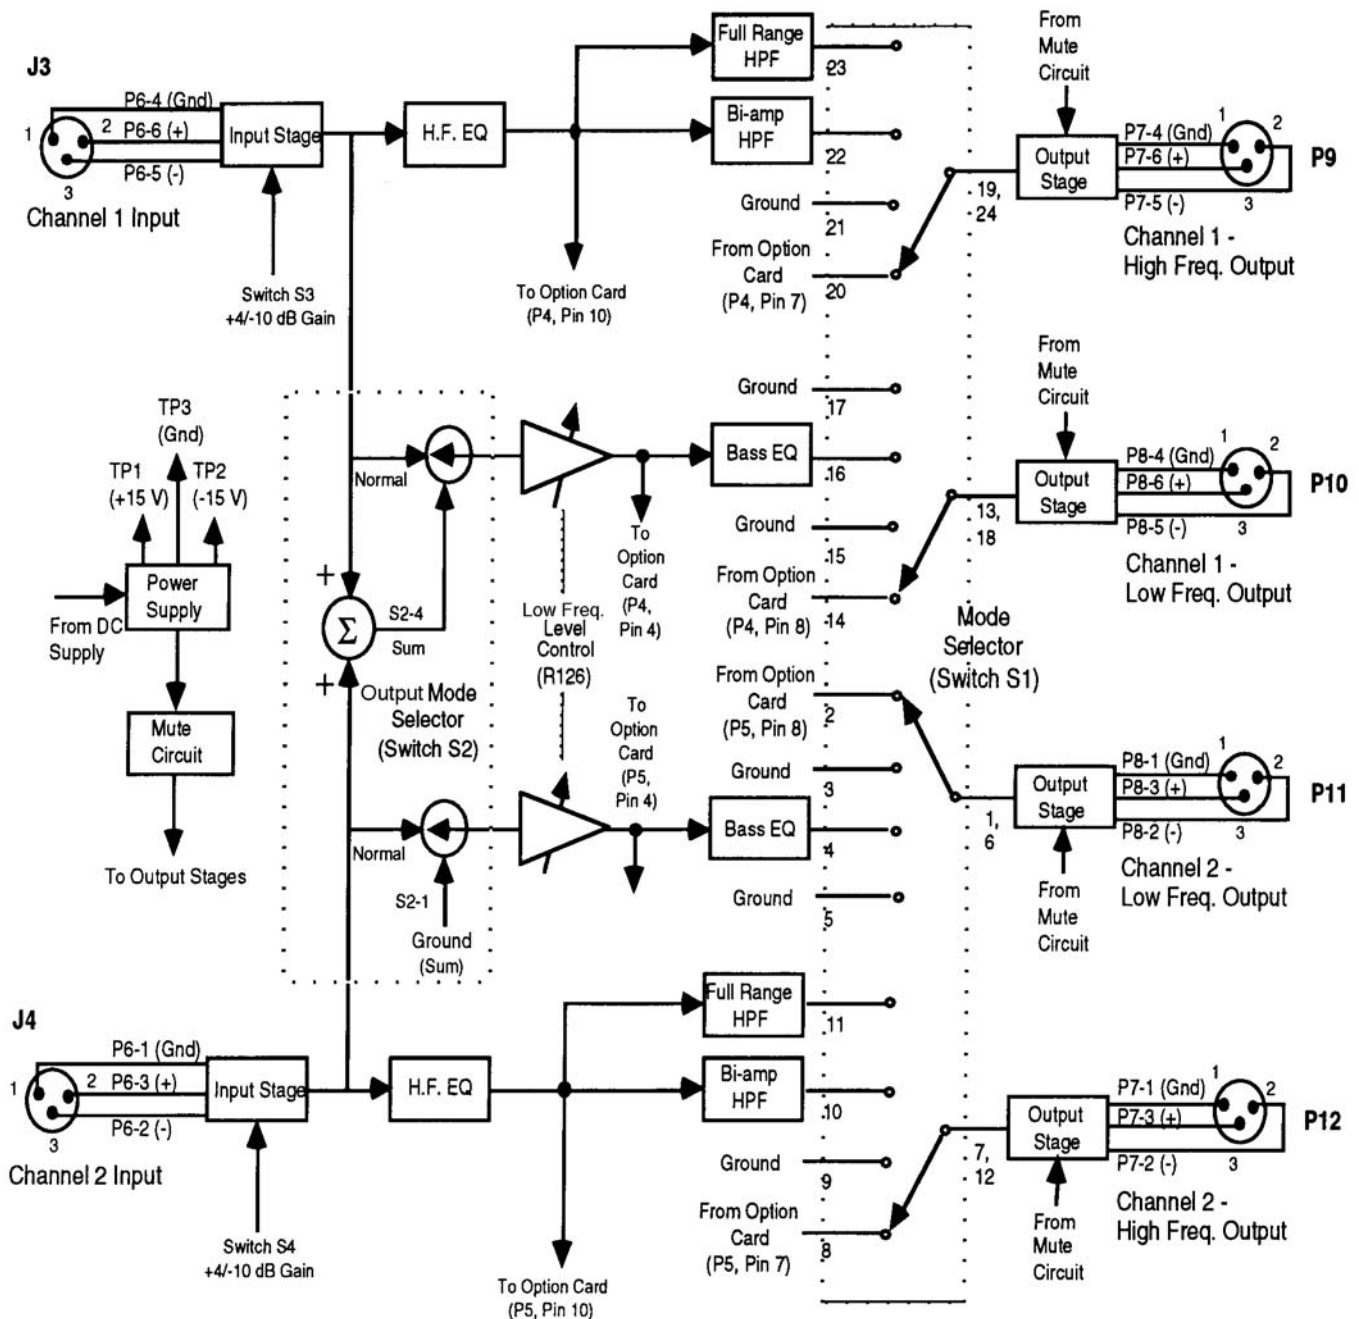 J3
P6-4 (Gnd)
1
2
P6-6 (+)
P6-5 (-)
3
Channel 1 Input
Input Stage
Switch S3
+4/-10 dB Gain
H.F. EQ
To Option Card
(P4, Pin 10)
Full Range
HPF
23
Bi-amp
HPF
22
Ground
21
From Option
Card
(P4, Pin 7)
20
19,
24
From
Mute
Circuit
Output
Stage
P7-4 (Gnd)
P7-6 (+)
P7-5 (-)
1
2
3
P9
Channel 1 -
High Freq. Output
TP3
(Gnd)
TP1
(+15 V)
TP2
(-15 V)
Power
Supply
From DC
Supply
Mute
Circuit
To Output Stages
Normal
+
Σ
+
S2-4
Sum
Output Mode
Selector
(Switch S2)
Normal
S2-1
Ground
(Sum)
Low Freq.
Level
Control
(R126)
To
Option
Card
(P4,
Pin 4)
To
Option
Card
(P5,
Pin 4)
Ground
17
Bass EQ
16
Ground
15
From Option
Card
(P4, Pin 8)
14
13,
18
From
Mute
Circuit
Output
Stage
P8-4 (Gnd)
P8-6 (+)
P8-5 (-)
1
2
3
P10
Channel 1 -
Low Freq. Output
Mode
Selector
(Switch S1)
From Option
Card
(P5, Pin 8)
2
Ground
3
Bass EQ
4
Ground
5
1,
6
Output
Stage
From
Mute
Circuit
P8-1 (Gnd)
P8-3 (+)
P8-2 (-)
1
2
3
P11
Channel 2 -
Low Freq. Output
J4
P6-1 (Gnd)
1
2
P6-3 (+)
P6-2 (-)
3
Channel 2 Input
Input Stage
Switch S4
+4/-10 dB Gain
H.F. EQ
To Option Card
(P5, Pin 10)
Full Range
HPF
11
Bi-amp
HPF
10
Ground
9
From Option
Card
(P5, Pin 7)
8
7,
12
Output
Stage
From
Mute
Circuit
P7-1 (Gnd)
P7-3 (+)
P7-2 (-)
1
2
3
P12
Channel 2 -
High Freq. Output